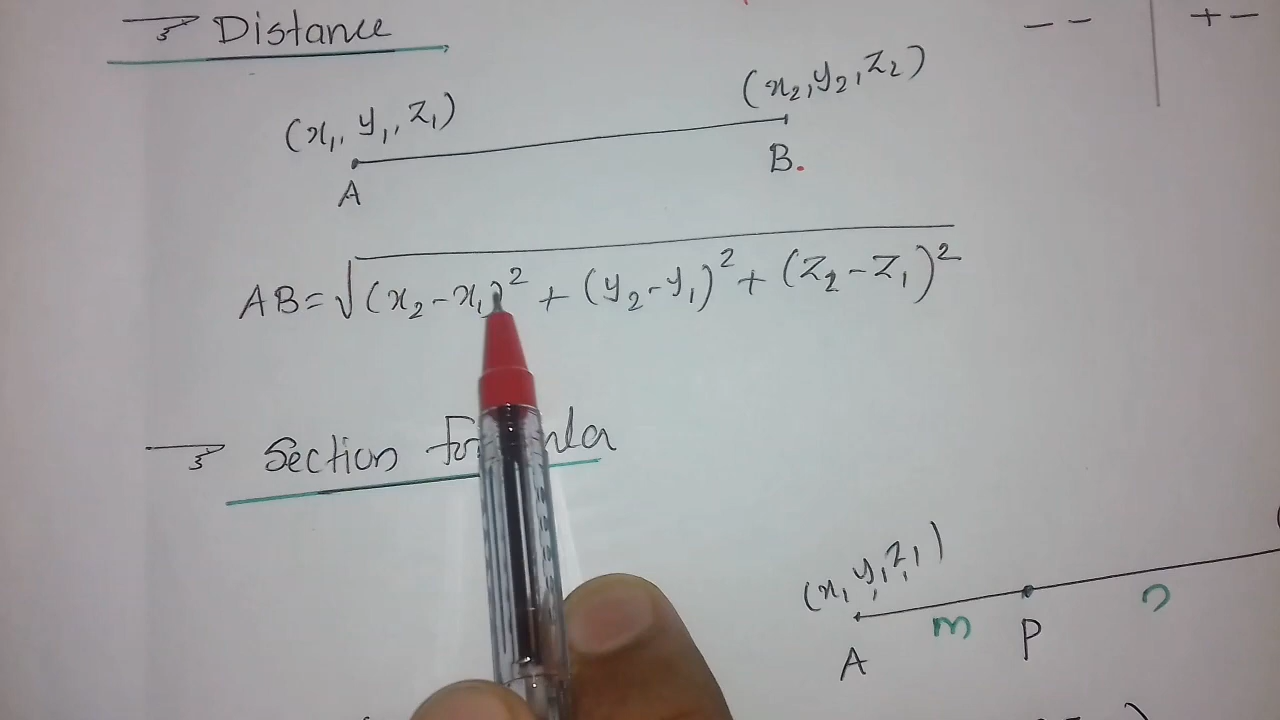 Distance
-- | +-
(x₁, y₁, z₁)
(x₂, y₂, z₂)
A
B.
AB = √(x₂-x₁)² + (y₂-y₁)² + (z₂-z₁)²
Section
(x₁, y₁, z₁)
m
A
P